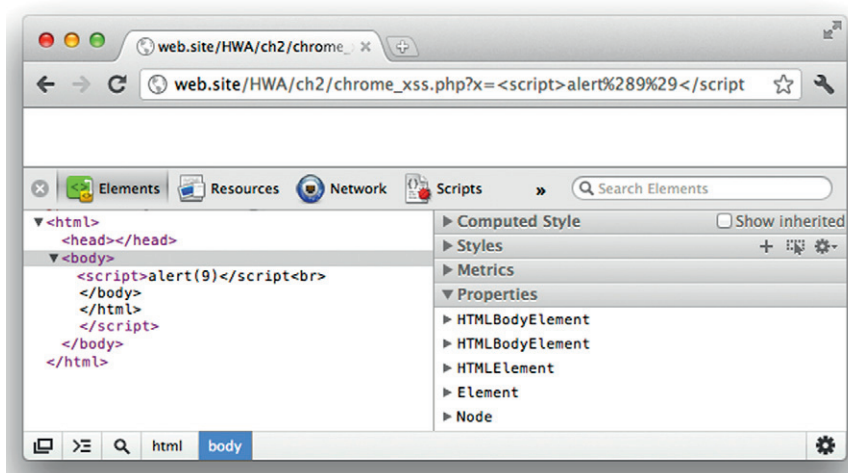 web.site/HWA/ch2/chrome_
web.site/HWA/ch2/chrome_xss.php?x=<script>alert%289%29</script
Elements Resources Network Scripts » Search Elements
▼<html>
<head></head>
▼<body>
<script>alert(9)</script<br>
</body>
</html>
</script>
</body>
</html>
▶ Computed Style Show inherited
▶ Styles
▶ Metrics
▼ Properties
▶ HTMLBodyElement
▶ HTMLBodyElement
▶ HTMLElement
▶ Element
▶ Node
html body